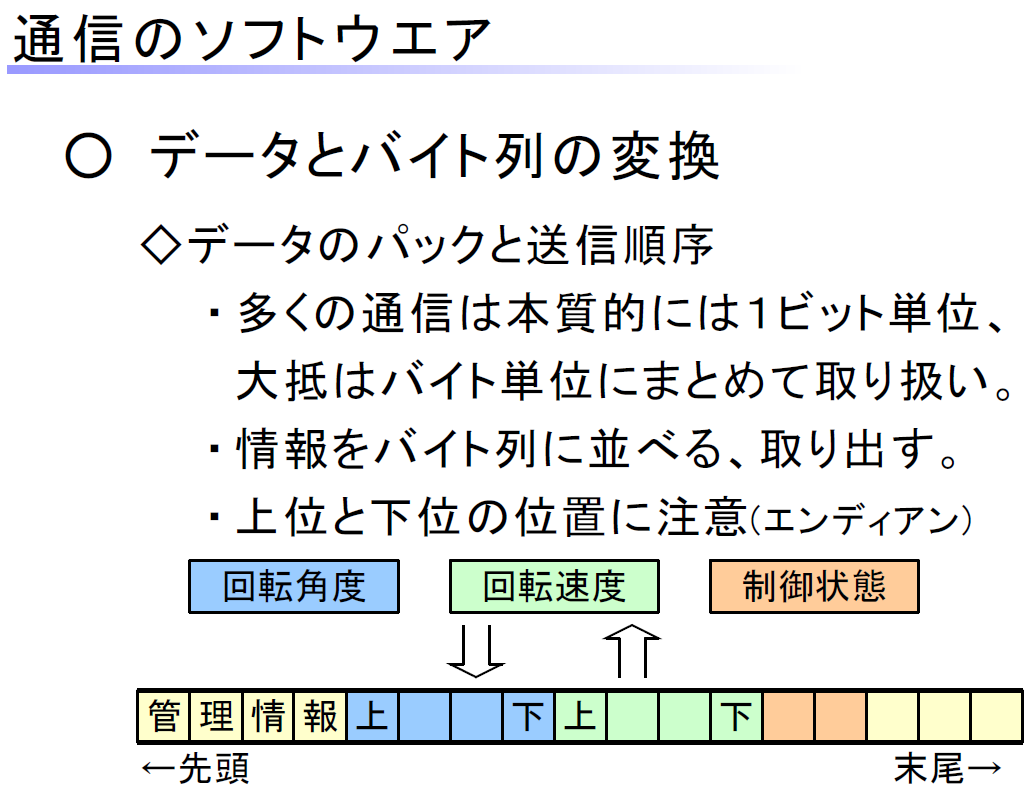 通信のソフトウエア
〇 データとバイト列の変換
◇データのパックと送信順序
・多くの通信は本質的には１ビット単位、
大抵はバイト単位にまとめて取り扱い。
・情報をバイト列に並べる、取り出す。
・上位と下位の位置に注意(エンディアン)
回転角度 回転速度 制御状態
管理情報上下上下
←先頭 末尾→